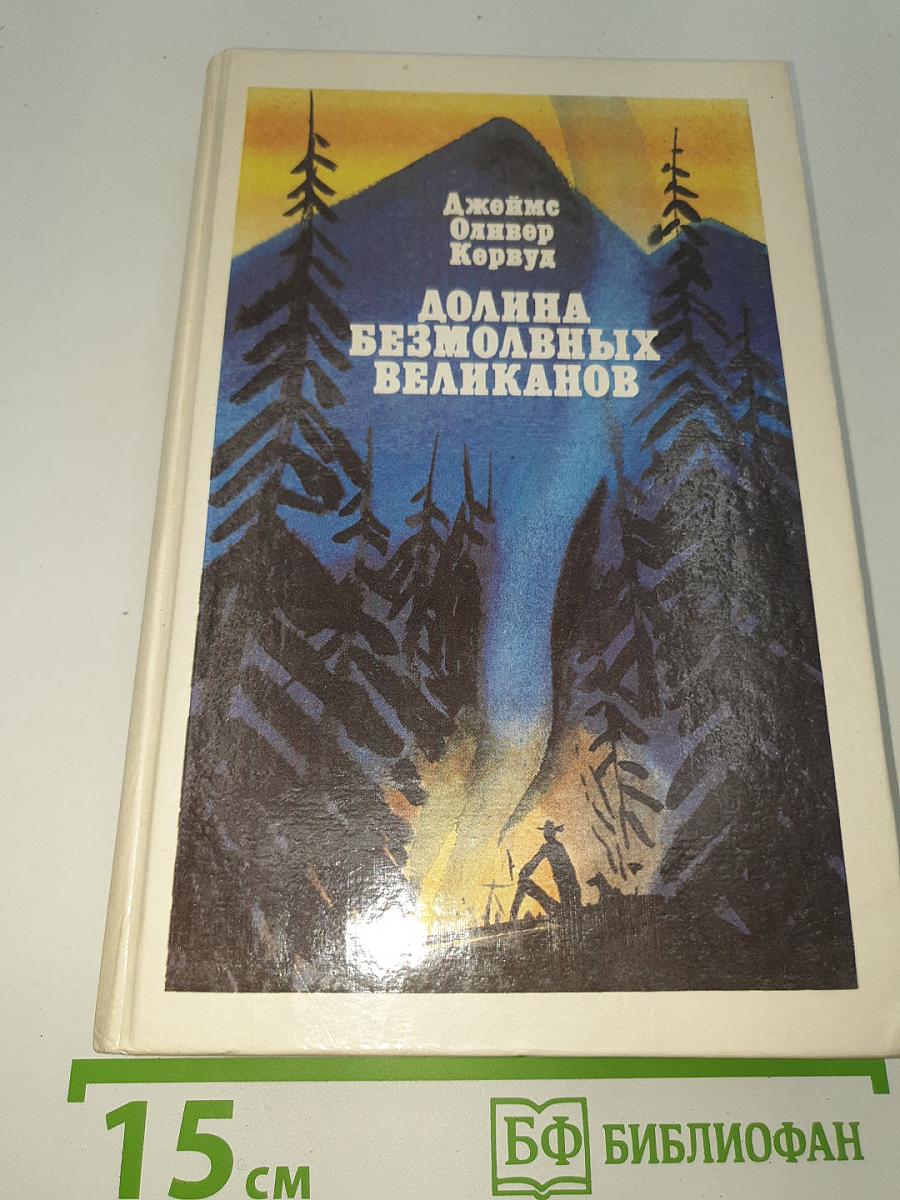 Джеймс
Оливер
Кервуд
ДОЛИНА
БЕЗМОЛВНЫХ
ВЕЛИКАНОВ
15 см
БФ БИБЛИОФАН